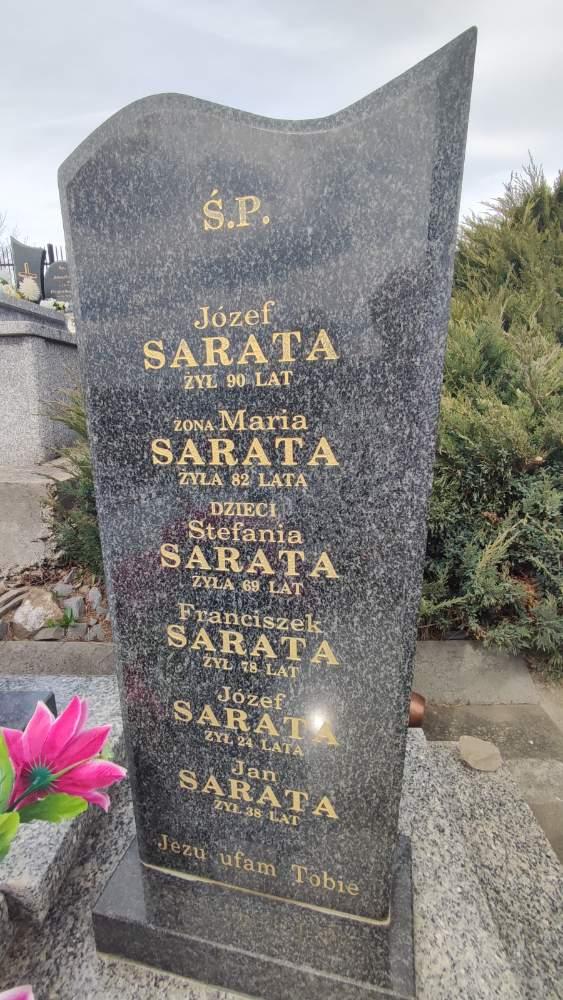 Ś.P.
Józef
SARATA
ŻYŁ 90 LAT
ŻONA Maria
SARATA
ŻYŁA 82 LATA
DZIECI
Stefania
SARATA
ŻYŁA 69 LAT
Franciszek
SARATA
ŻYŁ 78 LAT
Józef
SARATA
ŻYŁ 24 LATA
Jan
SARATA
ŻYŁ 38 LAT
Jezu ufam Tobie